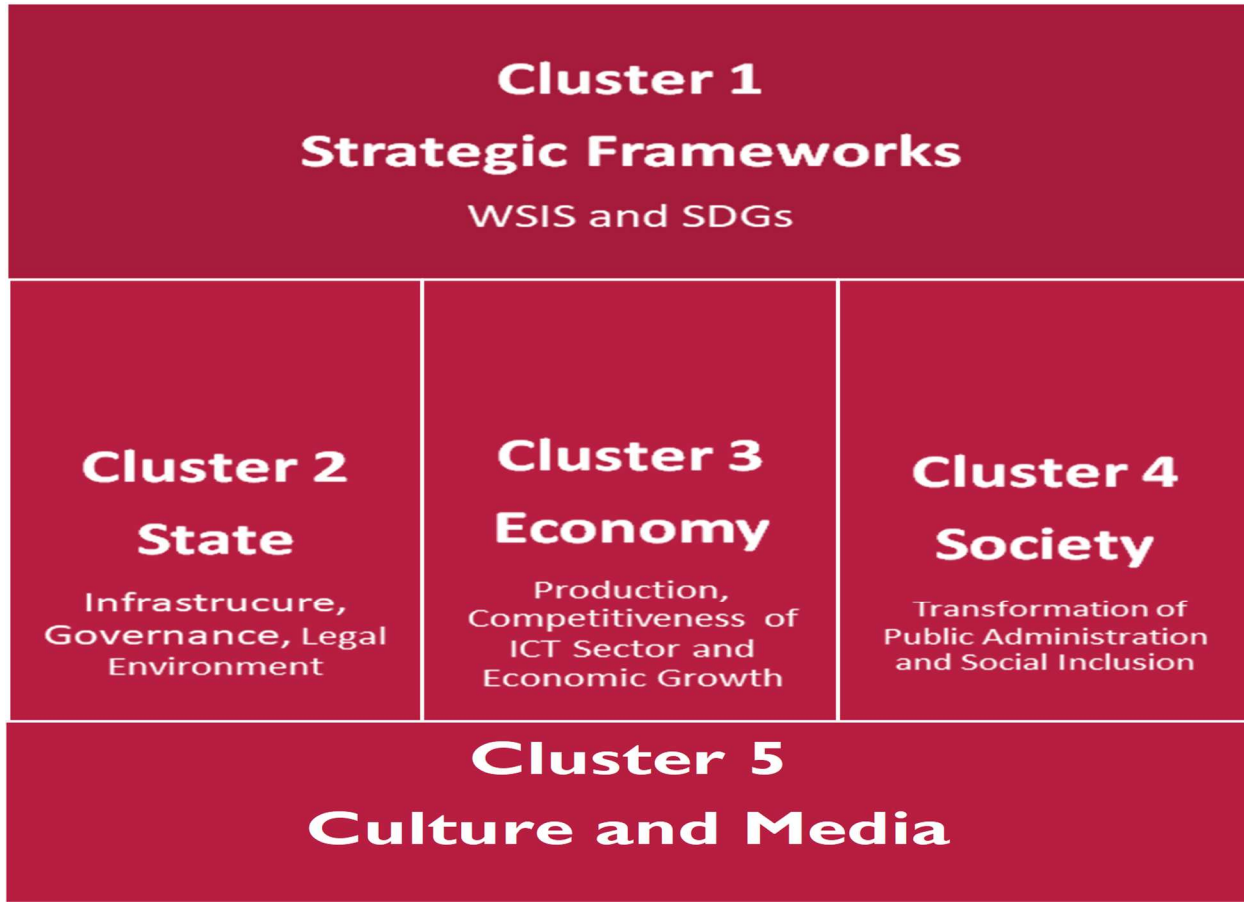 Cluster 1
Strategic Frameworks
WSIS and SDGs
Cluster 2
State
Infrastrucure,
Governance, Legal
Environment
Cluster 3
Economy
Production,
Competitiveness of
ICT Sector and
Economic Growth
Cluster 4
Society
Transformation of
Public Administration
and Social Inclusion
Cluster 5
Culture and Media